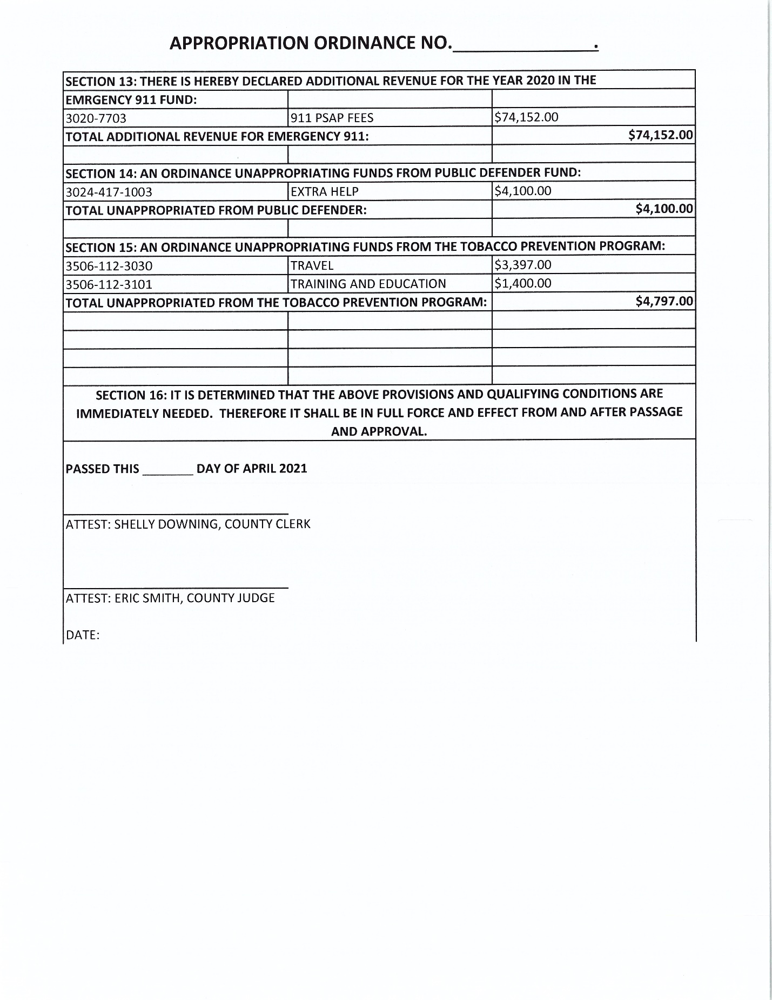 APPROPRIATION ORDINANCE NO.________________.
SECTION 13: THERE IS HEREBY DECLARED ADDITIONAL REVENUE FOR THE YEAR 2020 IN THE
EMRGENCY 911 FUND:
3020-7703 911 PSAP FEES $74,152.00
TOTAL ADDITIONAL REVENUE FOR EMERGENCY 911: $74,152.00
SECTION 14: AN ORDINANCE UNAPPROPRIATING FUNDS FROM PUBLIC DEFENDER FUND:
3024-417-1003 EXTRA HELP $4,100.00
TOTAL UNAPPROPRIATED FROM PUBLIC DEFENDER: $4,100.00
SECTION 15: AN ORDINANCE UNAPPROPRIATING FUNDS FROM THE TOBACCO PREVENTION PROGRAM:
3506-112-3030 TRAVEL $3,397.00
3506-112-3101 TRAINING AND EDUCATION $1,400.00
TOTAL UNAPPROPRIATED FROM THE TOBACCO PREVENTION PROGRAM: $4,797.00
SECTION 16: IT IS DETERMINED THAT THE ABOVE PROVISIONS AND QUALIFYING CONDITIONS ARE
IMMEDIATELY NEEDED. THEREFORE IT SHALL BE IN FULL FORCE AND EFFECT FROM AND AFTER PASSAGE
AND APPROVAL.
PASSED THIS _______ DAY OF APRIL 2021
ATTEST: SHELLY DOWNING, COUNTY CLERK
ATTEST: ERIC SMITH, COUNTY JUDGE
DATE: